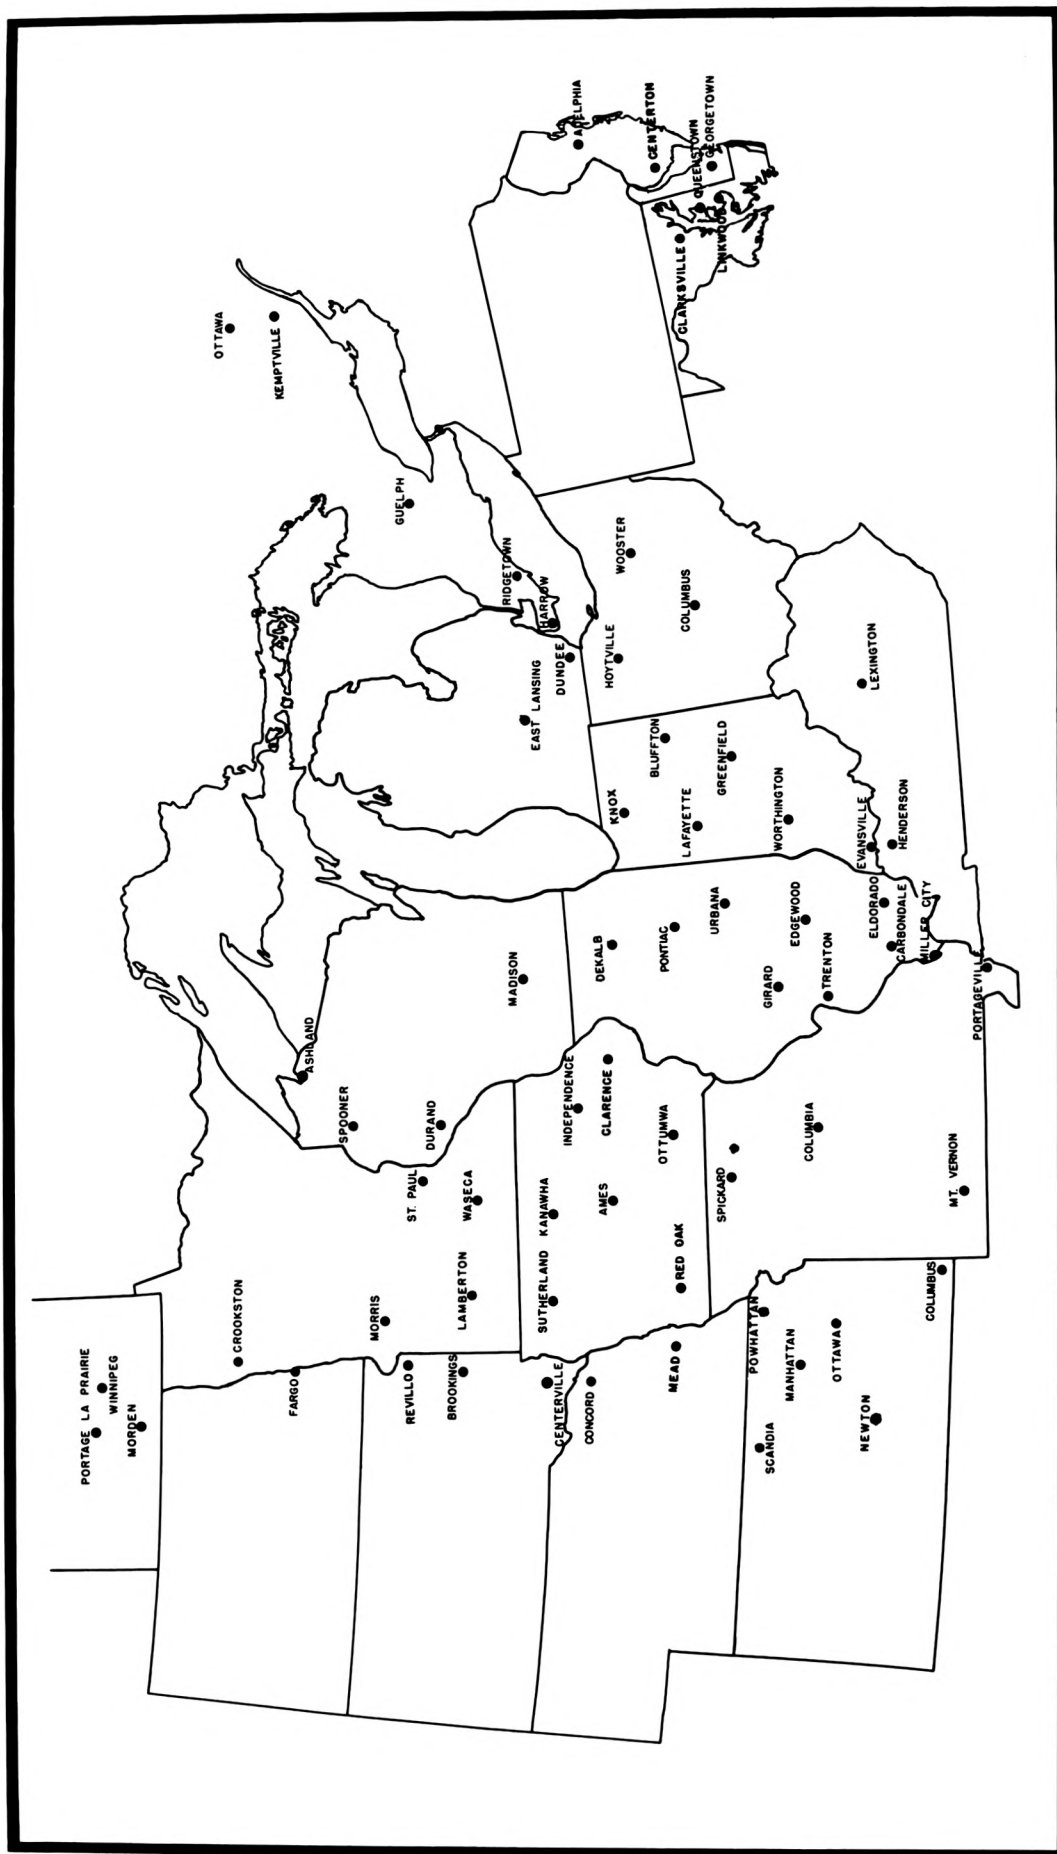 PORTAGE LA PRAIRIE
WINNIPEG
MORDEN
CROOKSTON
FARGO
MORRIS
REVILLO
BROOKINGS
LAMBERTON
ST. PAUL
WASECA
ASHLAND
SPOONER
DURAND
MADISON
OTTAWA
KEMPTVILLE
GUELPH
RIDGETOWN
HARROW
EAST LANSING
DUNDEE
CENTERVILLE
CONCORD
MEAD
SUTHERLAND
KANAWHA
AMES
RED OAK
INDEPENDENCE
CLARENCE
OTTUMWA
DEKALB
PONTIAC
URBANA
GIRARD
EDGEWOOD
TRENTON
ELDORADO
CARBONDALE
MILLER CITY
KNOX
BLUFFTON
LAFAYETTE
GREENFIELD
WORTHINGTON
EVANSVILLE
HENDERSON
HOYTVILLE
WOOSTER
COLUMBUS
LEXINGTON
ADELPHIA
CENTERTON
QUEENSTOWN
GEORGETOWN
CLARKSVILLE
LINKWOOD
SCANDIA
POWHATTAN
MANHATTAN
OTTAWA
NEWTON
COLUMBUS
SPICKARD
COLUMBIA
MT. VERNON
PORTAGEVILLE